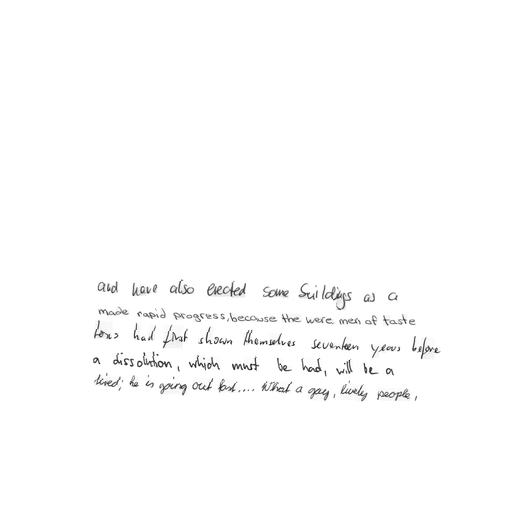 and have also erected some buildings as a
made rapid progress, because the were men of taste
had first shown themselves seventeen years before
a dissolution, which must be had, will be a
tired; he is going out fast.... What a gay, lively people,